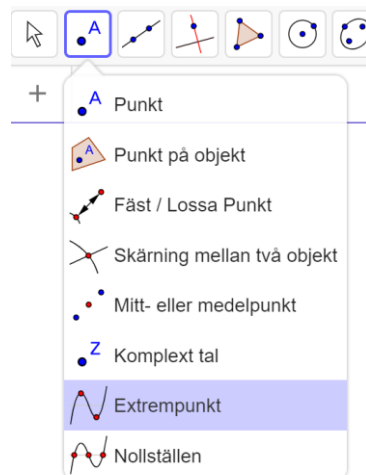 A
+
A Punkt
A Punkt på objekt
Fäst / Lossa Punkt
Skärning mellan två objekt
Mitt- eller medelpunkt
Z Komplext tal
Extrempunkt
Nollställen